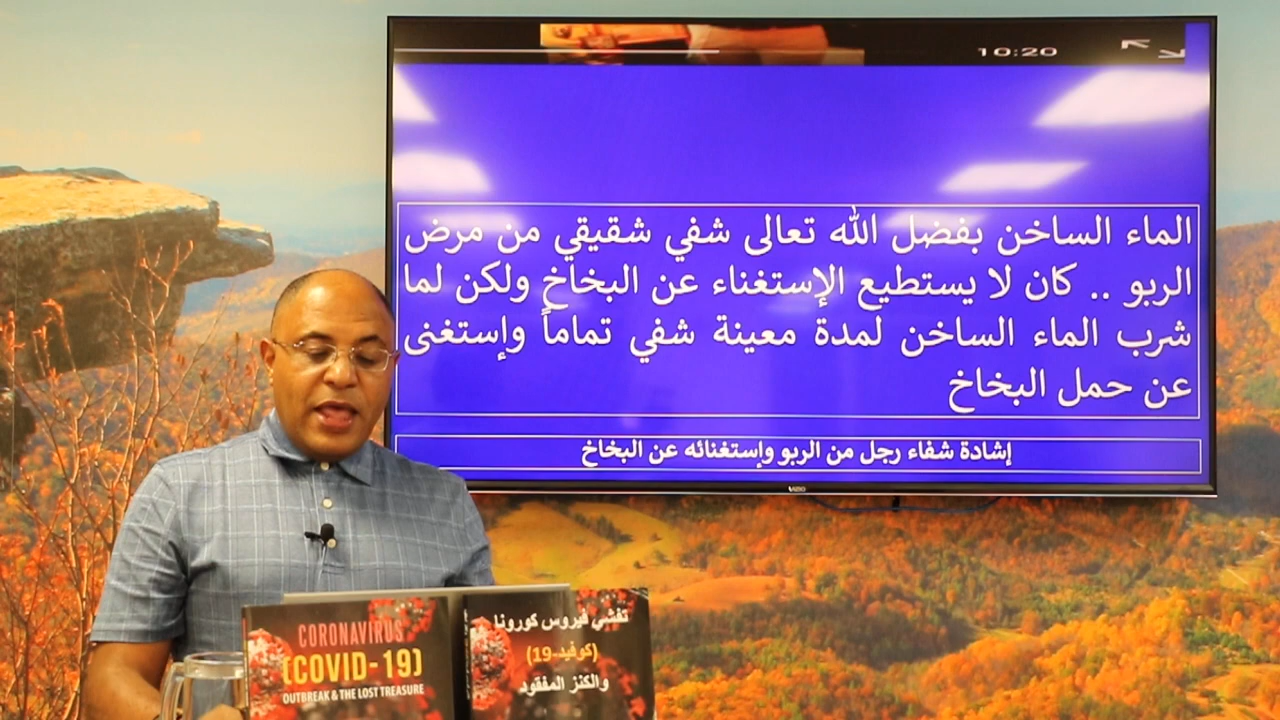 10:20
الماء الساخن بفضل الله تعالى شفي شقيقي من مرض
الربو .. كان لا يستطيع الإستغناء عن البخاخ ولكن لما
شرب الماء الساخن لمدة معينة شفي تماماً وإستغنى
عن حمل البخاخ
إشادة شفاء رجل من الربو وإستغنائه عن البخاخ
VIZIO
CORONAVIRUS
(COVID-19)
OUTBREAK & THE LOST TREASURE
تفشي فيروس كورونا
(كوفيد-19)
والكنز المفقود